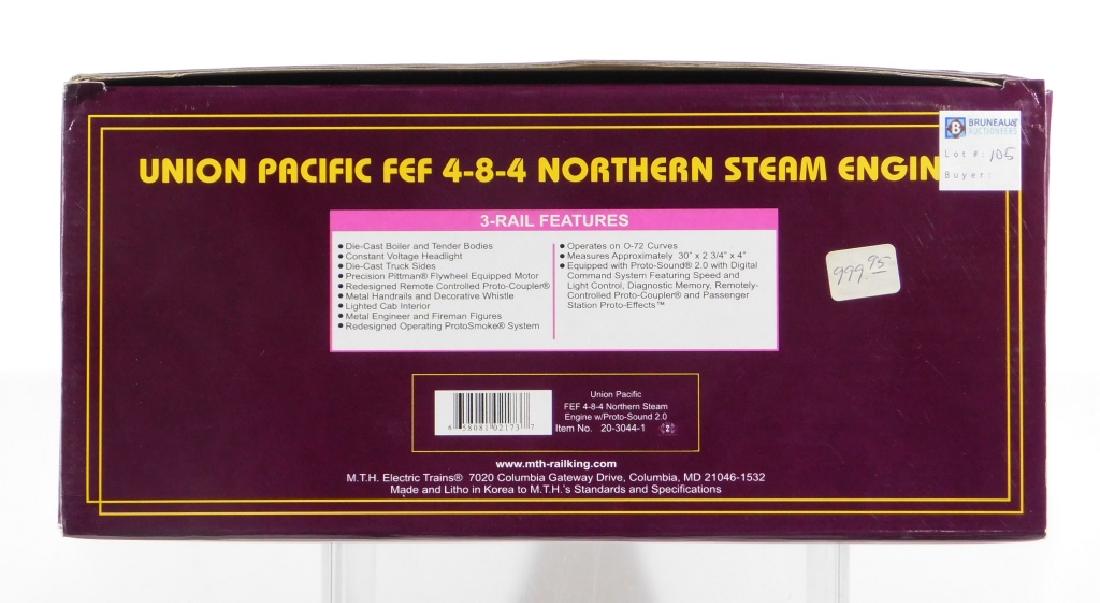 BRUNEAU &
AUCTIONEERS
Lot #: 105
Buyer:
UNION PACIFIC FEF 4-8-4 NORTHERN STEAM ENGIN
3-RAIL FEATURES
• Die-Cast Boiler and Tender Bodies
• Constant Voltage Headlight
• Die-Cast Truck Sides
• Precision Pittman® Flywheel Equipped Motor
• Redesigned Remote Controlled Proto-Coupler®
• Metal Handrails and Decorative Whistle
• Lighted Cab Interior
• Metal Engineer and Fireman Figures
• Redesigned Operating ProtoSmoke® System
• Operates on O-72 Curves
• Measures Approximately 30" x 2 3/4" x 4"
• Equipped with Proto-Sound® 2.0 with Digital
Command System Featuring Speed and
Light Control, Diagnostic Memory, Remotely-
Controlled Proto-Coupler® and Passenger
Station Proto-Effects™
999 95
Union Pacific
FEF 4-8-4 Northern Steam
Engine w/Proto-Sound 2.0
Item No. 20-3044-1
6 58081 02173 7
www.mth-railking.com
M.T.H. Electric Trains® 7020 Columbia Gateway Drive, Columbia, MD 21046-1532
Made and Litho in Korea to M.T.H.'s Standards and Specifications